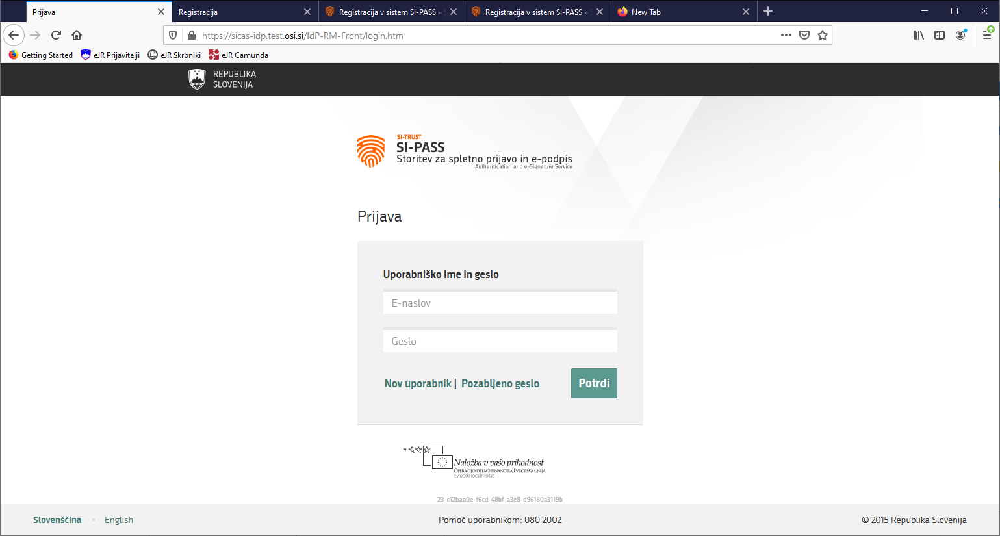 Prijava
Registracija
Registracija v sistem SI-PASS »
Registracija v sistem SI-PASS »
New Tab
https://sicas-idp.test.osi.si/IdP-RM-Front/login.htm
Getting Started
eJR Prijavitelji
eJR Skrbniki
eJR Camunda
REPUBLIKA
SLOVENIJA
SI-TRUST
SI-PASS
Storitev za spletno prijavo in e-podpis
Authentication and e-Signature Service
Prijava
Uporabniško ime in geslo
E-naslov
Geslo
Nov uporabnik | Pozabljeno geslo
Potrdi
Naložba v vašo prihodnost
OPERACIJO DELNO FINANCIRA EVROPSKA UNIJA
Evropski socialni sklad
23-c12baa0e-f6cd-48bf-a3e8-d96180a3119b
Slovenščina • English
Pomoč uporabnikom: 080 2002
© 2015 Republika Slovenija